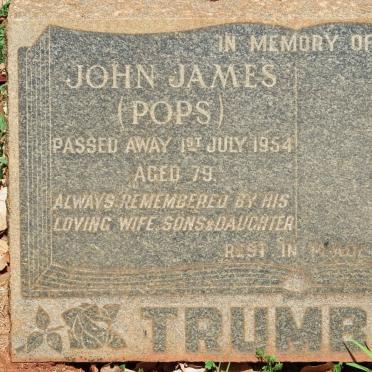 IN MEMORY OF
JOHN JAMES
(POPS)
PASSED AWAY 1ST JULY 1954
AGED 79.
ALWAYS REMEMBERED BY HIS
LOVING WIFE, SONS & DAUGHTER
REST IN PEACE
TRUMB